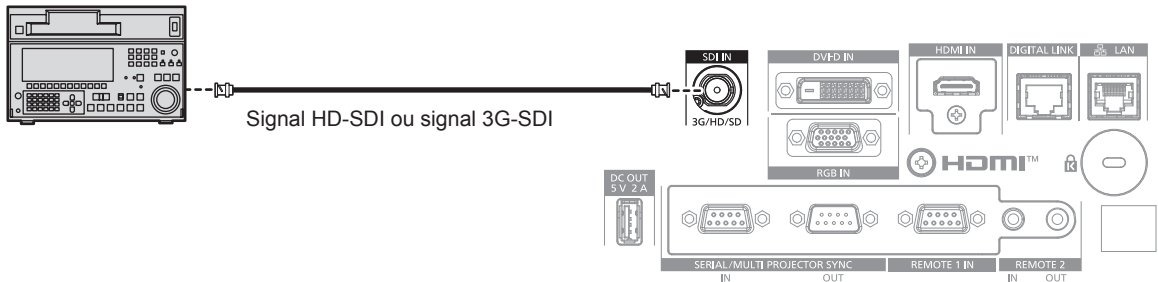 SDI IN
3G/HD/SD
Signal HD-SDI ou signal 3G-SDI
DVI-D IN
RGB IN
HDMI IN
DIGITAL LINK
LAN
HDMI™
K
DC OUT
5 V 2 A
SERIAL/MULTI PROJECTOR SYNC
IN
OUT
REMOTE 1 IN
REMOTE 2
IN
OUT